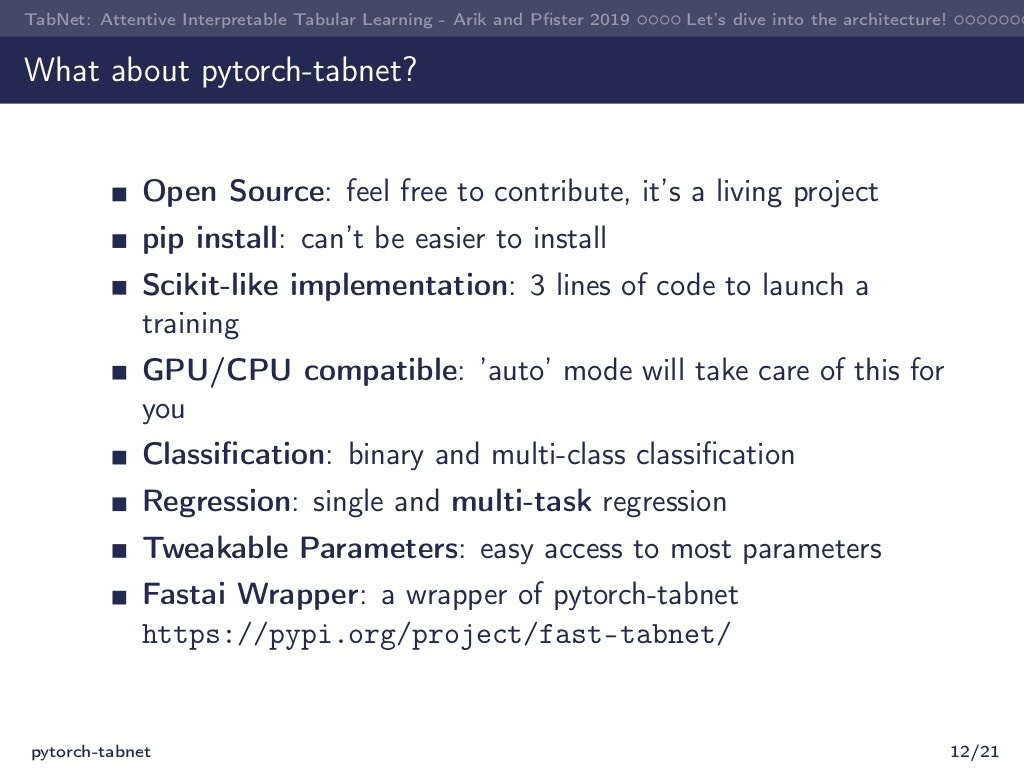 TabNet: Attentive Interpretable Tabular Learning - Arik and Pfister 2019 Let's dive into the architecture!
What about pytorch-tabnet?
Open Source: feel free to contribute, it's a living project
pip install: can't be easier to install
Scikit-like implementation: 3 lines of code to launch a
training
GPU/CPU compatible: 'auto' mode will take care of this for
you
Classification: binary and multi-class classification
Regression: single and multi-task regression
Tweakable Parameters: easy access to most parameters
Fastai Wrapper: a wrapper of pytorch-tabnet
https://pypi.org/project/fast-tabnet/
pytorch-tabnet 12/21